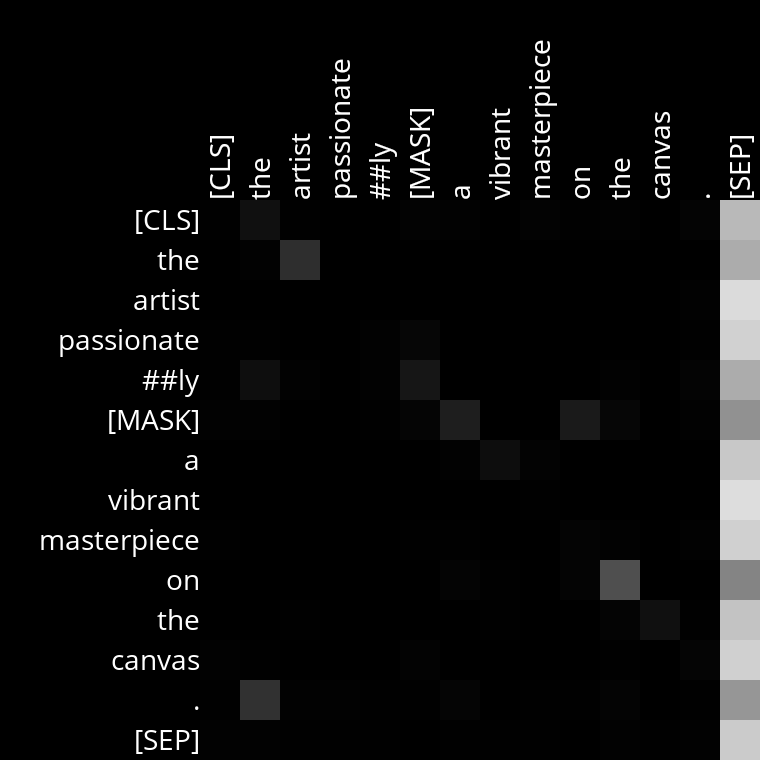 [CLS] the artist passionate ##ly [MASK] a vibrant masterpiece on the canvas . [SEP]
[CLS]
the
artist
passionate
##ly
[MASK]
a
vibrant
masterpiece
on
the
canvas
.
[SEP]